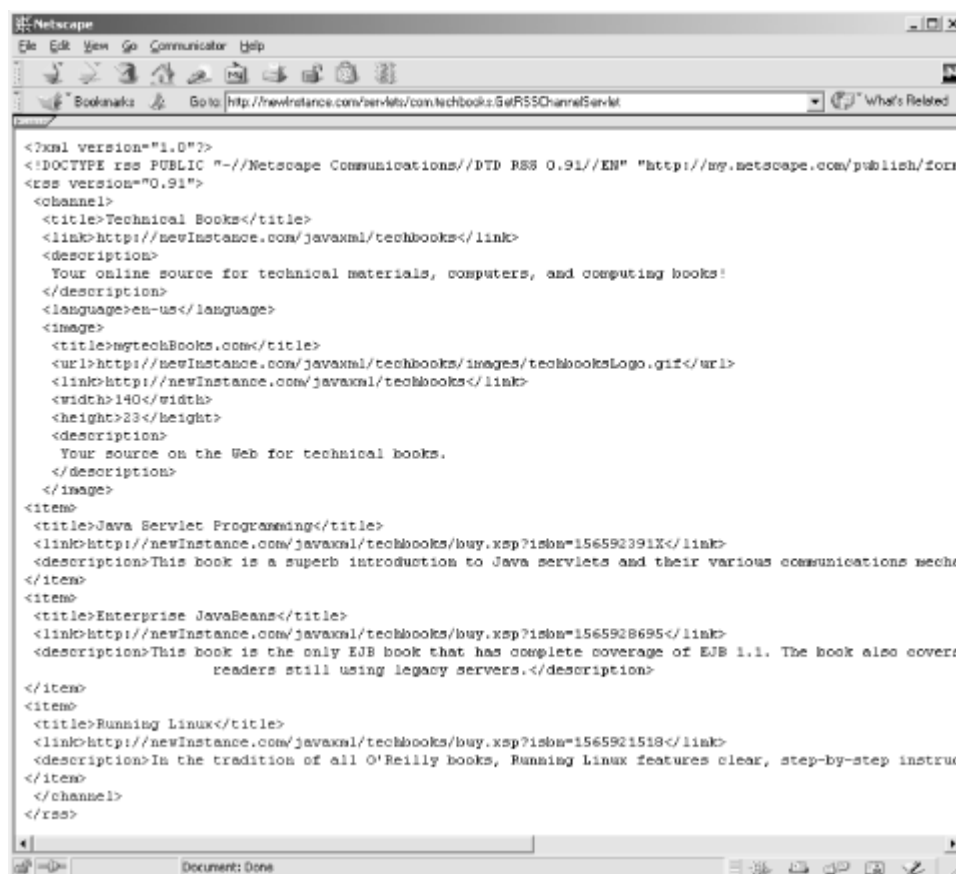 Netscape
File Edit View Go Communicator Help
Bookmarks Go to: http://newInstance.com/servlets/com.techbooks.GetRSSChannelServlet What's Related
<?xml version="1.0"?>
<!DOCTYPE rss PUBLIC "-//Netscape Communications//DTD RSS 0.91//EN" "http://my.netscape.com/publish/form
<rss version="0.91">
<channel>
<title>Technical Books</title>
<link>http://newInstance.com/javaxml/techbooks</link>
<description>
Your online source for technical materials, computers, and computing books!
</description>
<language>en-us</language>
<image>
<title>mytechBooks.com</title>
<url>http://newInstance.com/javaxml/techbooks/images/techbooksLogo.gif</url>
<link>http://newInstance.com/javaxml/techbooks</link>
<width>140</width>
<height>23</height>
<description>
Your source on the Web for technical books.
</description>
</image>
<item>
<title>Java Servlet Programming</title>
<link>http://newInstance.com/javaxml/techbooks/buy.xsp?isbn=156592391X</link>
<description>This book is a superb introduction to Java servlets and their various communications mecha
</item>
<item>
<title>Enterprise JavaBeans</title>
<link>http://newInstance.com/javaxml/techbooks/buy.xsp?isbn=1565928695</link>
<description>This book is the only EJB book that has complete coverage of EJB 1.1. The book also covers
readers still using legacy servers.</description>
</item>
<item>
<title>Running Linux</title>
<link>http://newInstance.com/javaxml/techbooks/buy.xsp?isbn=1565921518</link>
<description>In the tradition of all O'Reilly books, Running Linux features clear, step-by-step instruc
</item>
</channel>
</rss>
Document: Done